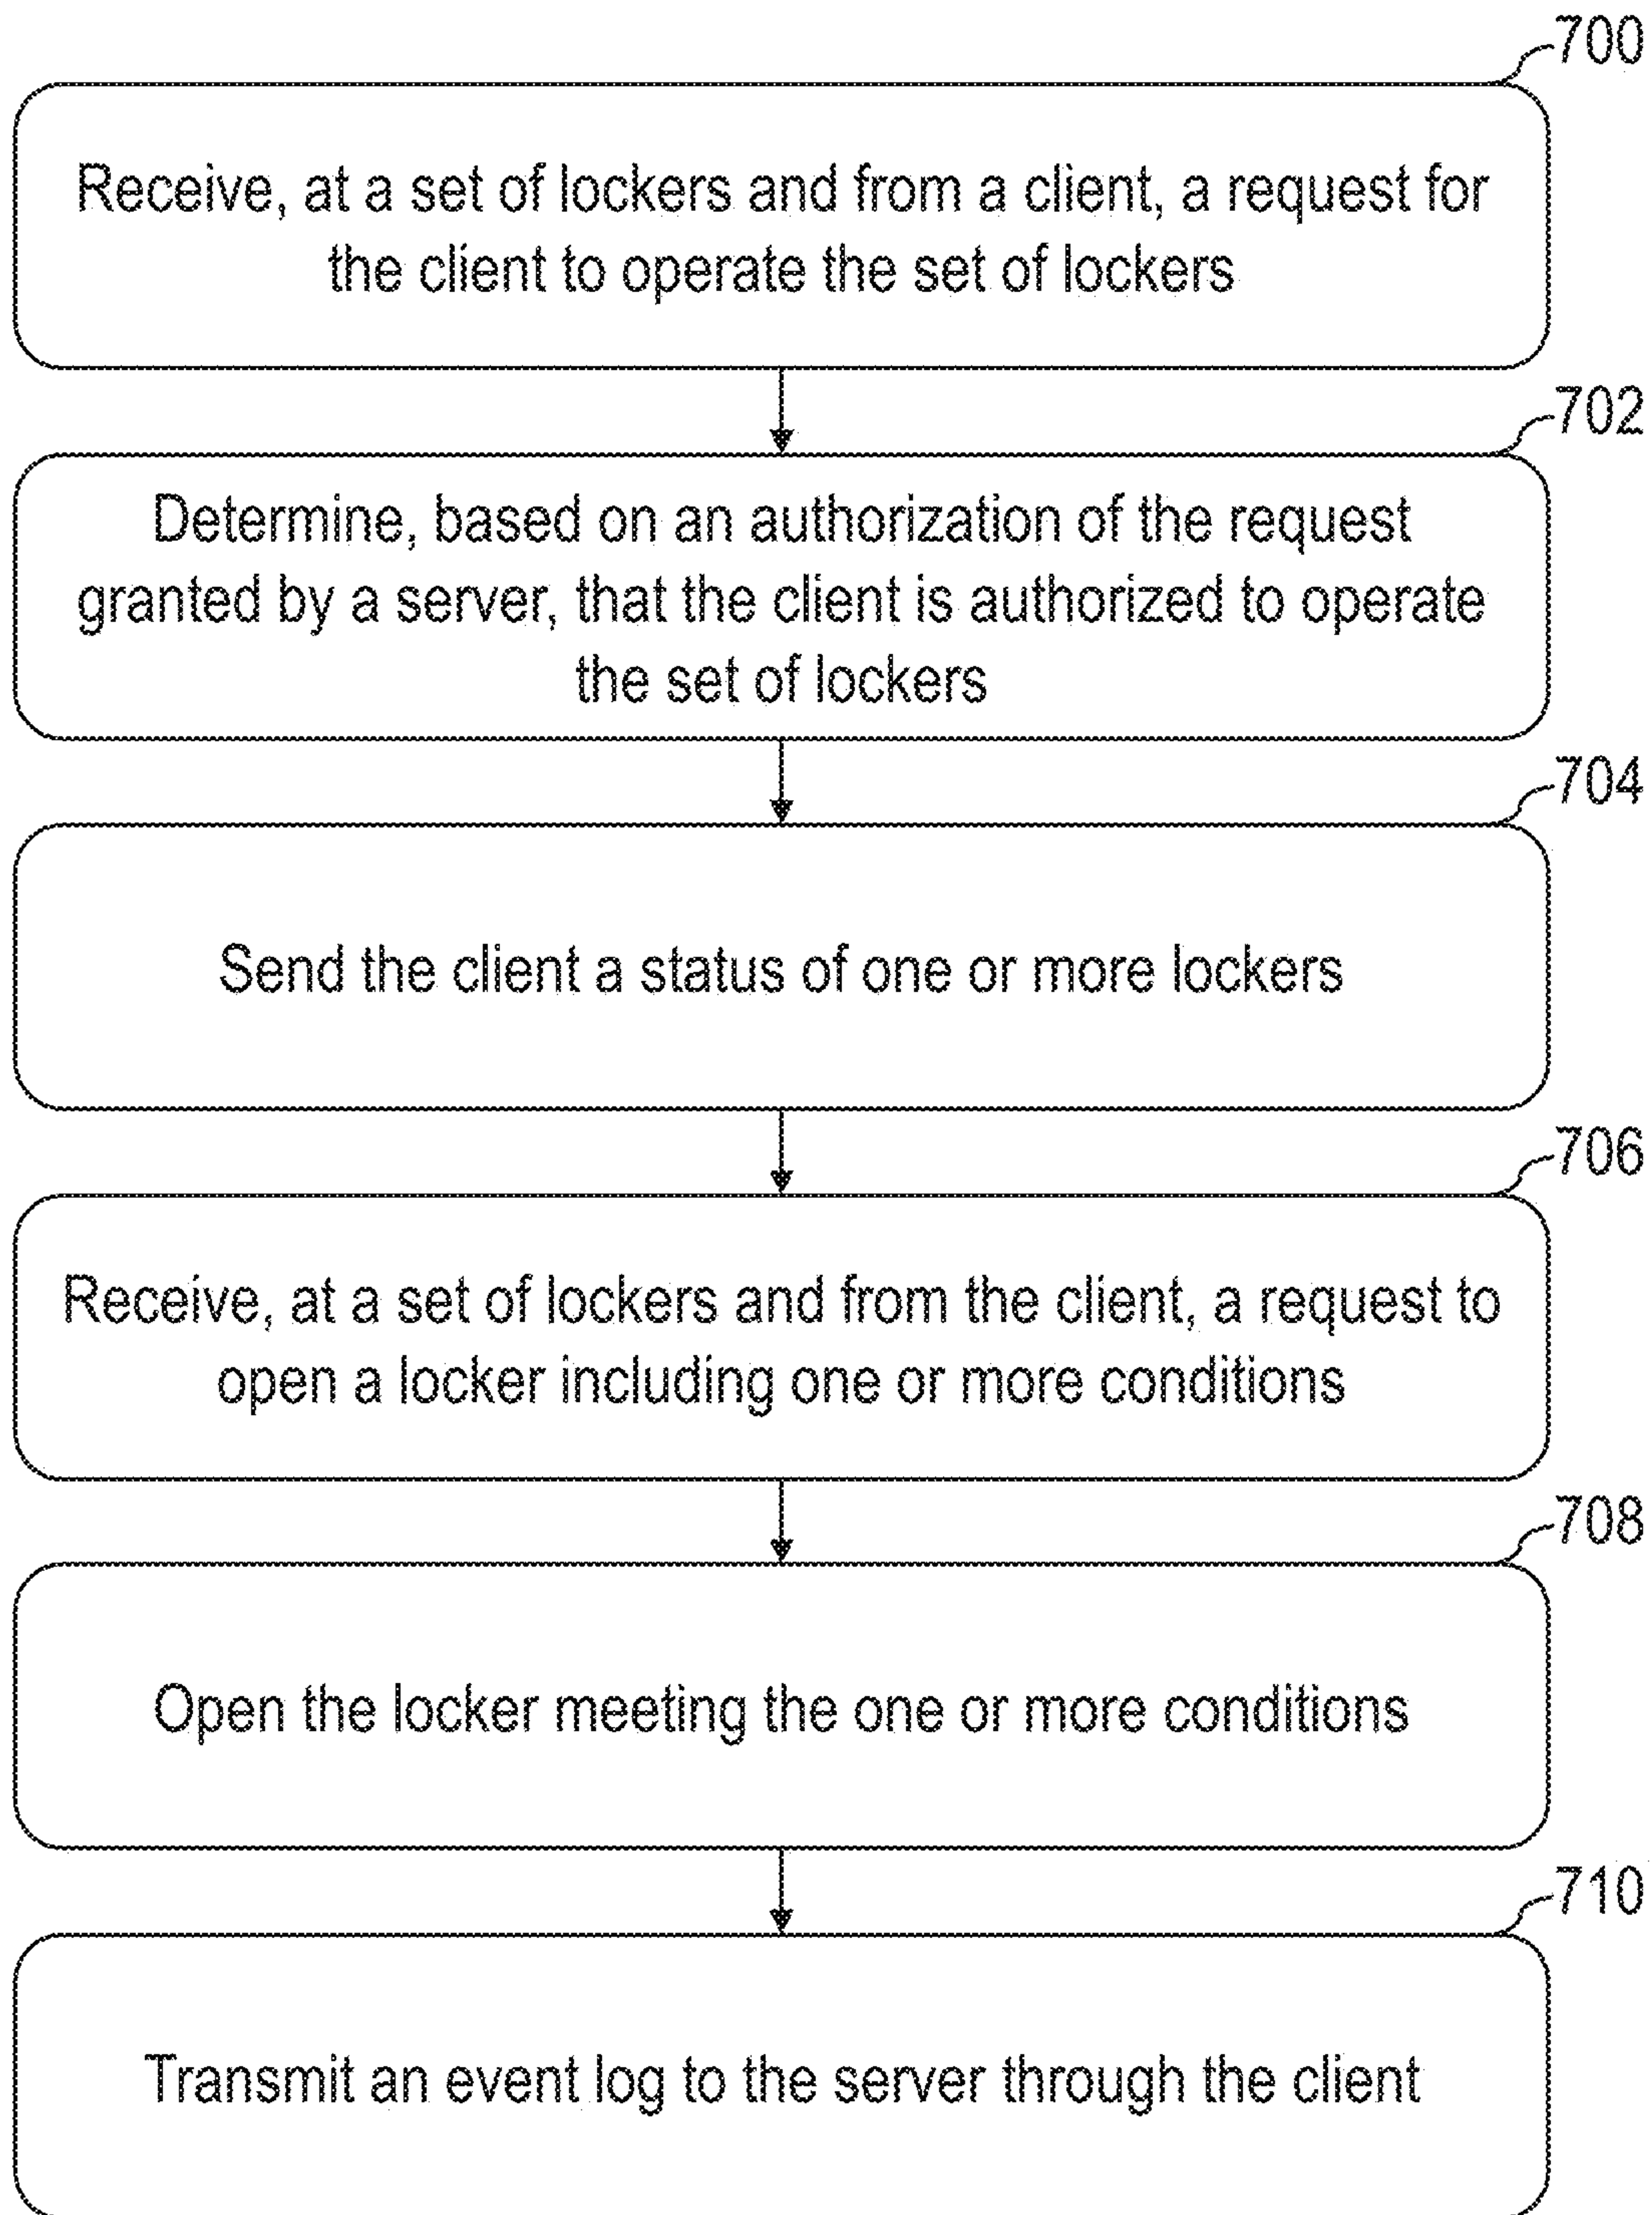 700
Receive, at a set of lockers and from a client, a request for
the client to operate the set of lockers
702
Determine, based on an authorization of the request
granted by a server, that the client is authorized to operate
the set of lockers
704
Send the client a status of one or more lockers
706
Receive, at a set of lockers and from the client, a request to
open a locker including one or more conditions
708
Open the locker meeting the one or more conditions
710
Transmit an event log to the server through the client